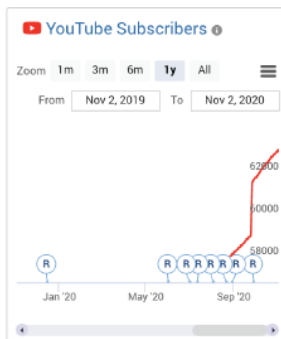 YouTube Subscribers
Zoom 1m 3m 6m 1y All
From Nov 2, 2019 To Nov 2, 2020
62000
60000
58000
R R R R R R R R
Jan '20 May '20 Sep '20